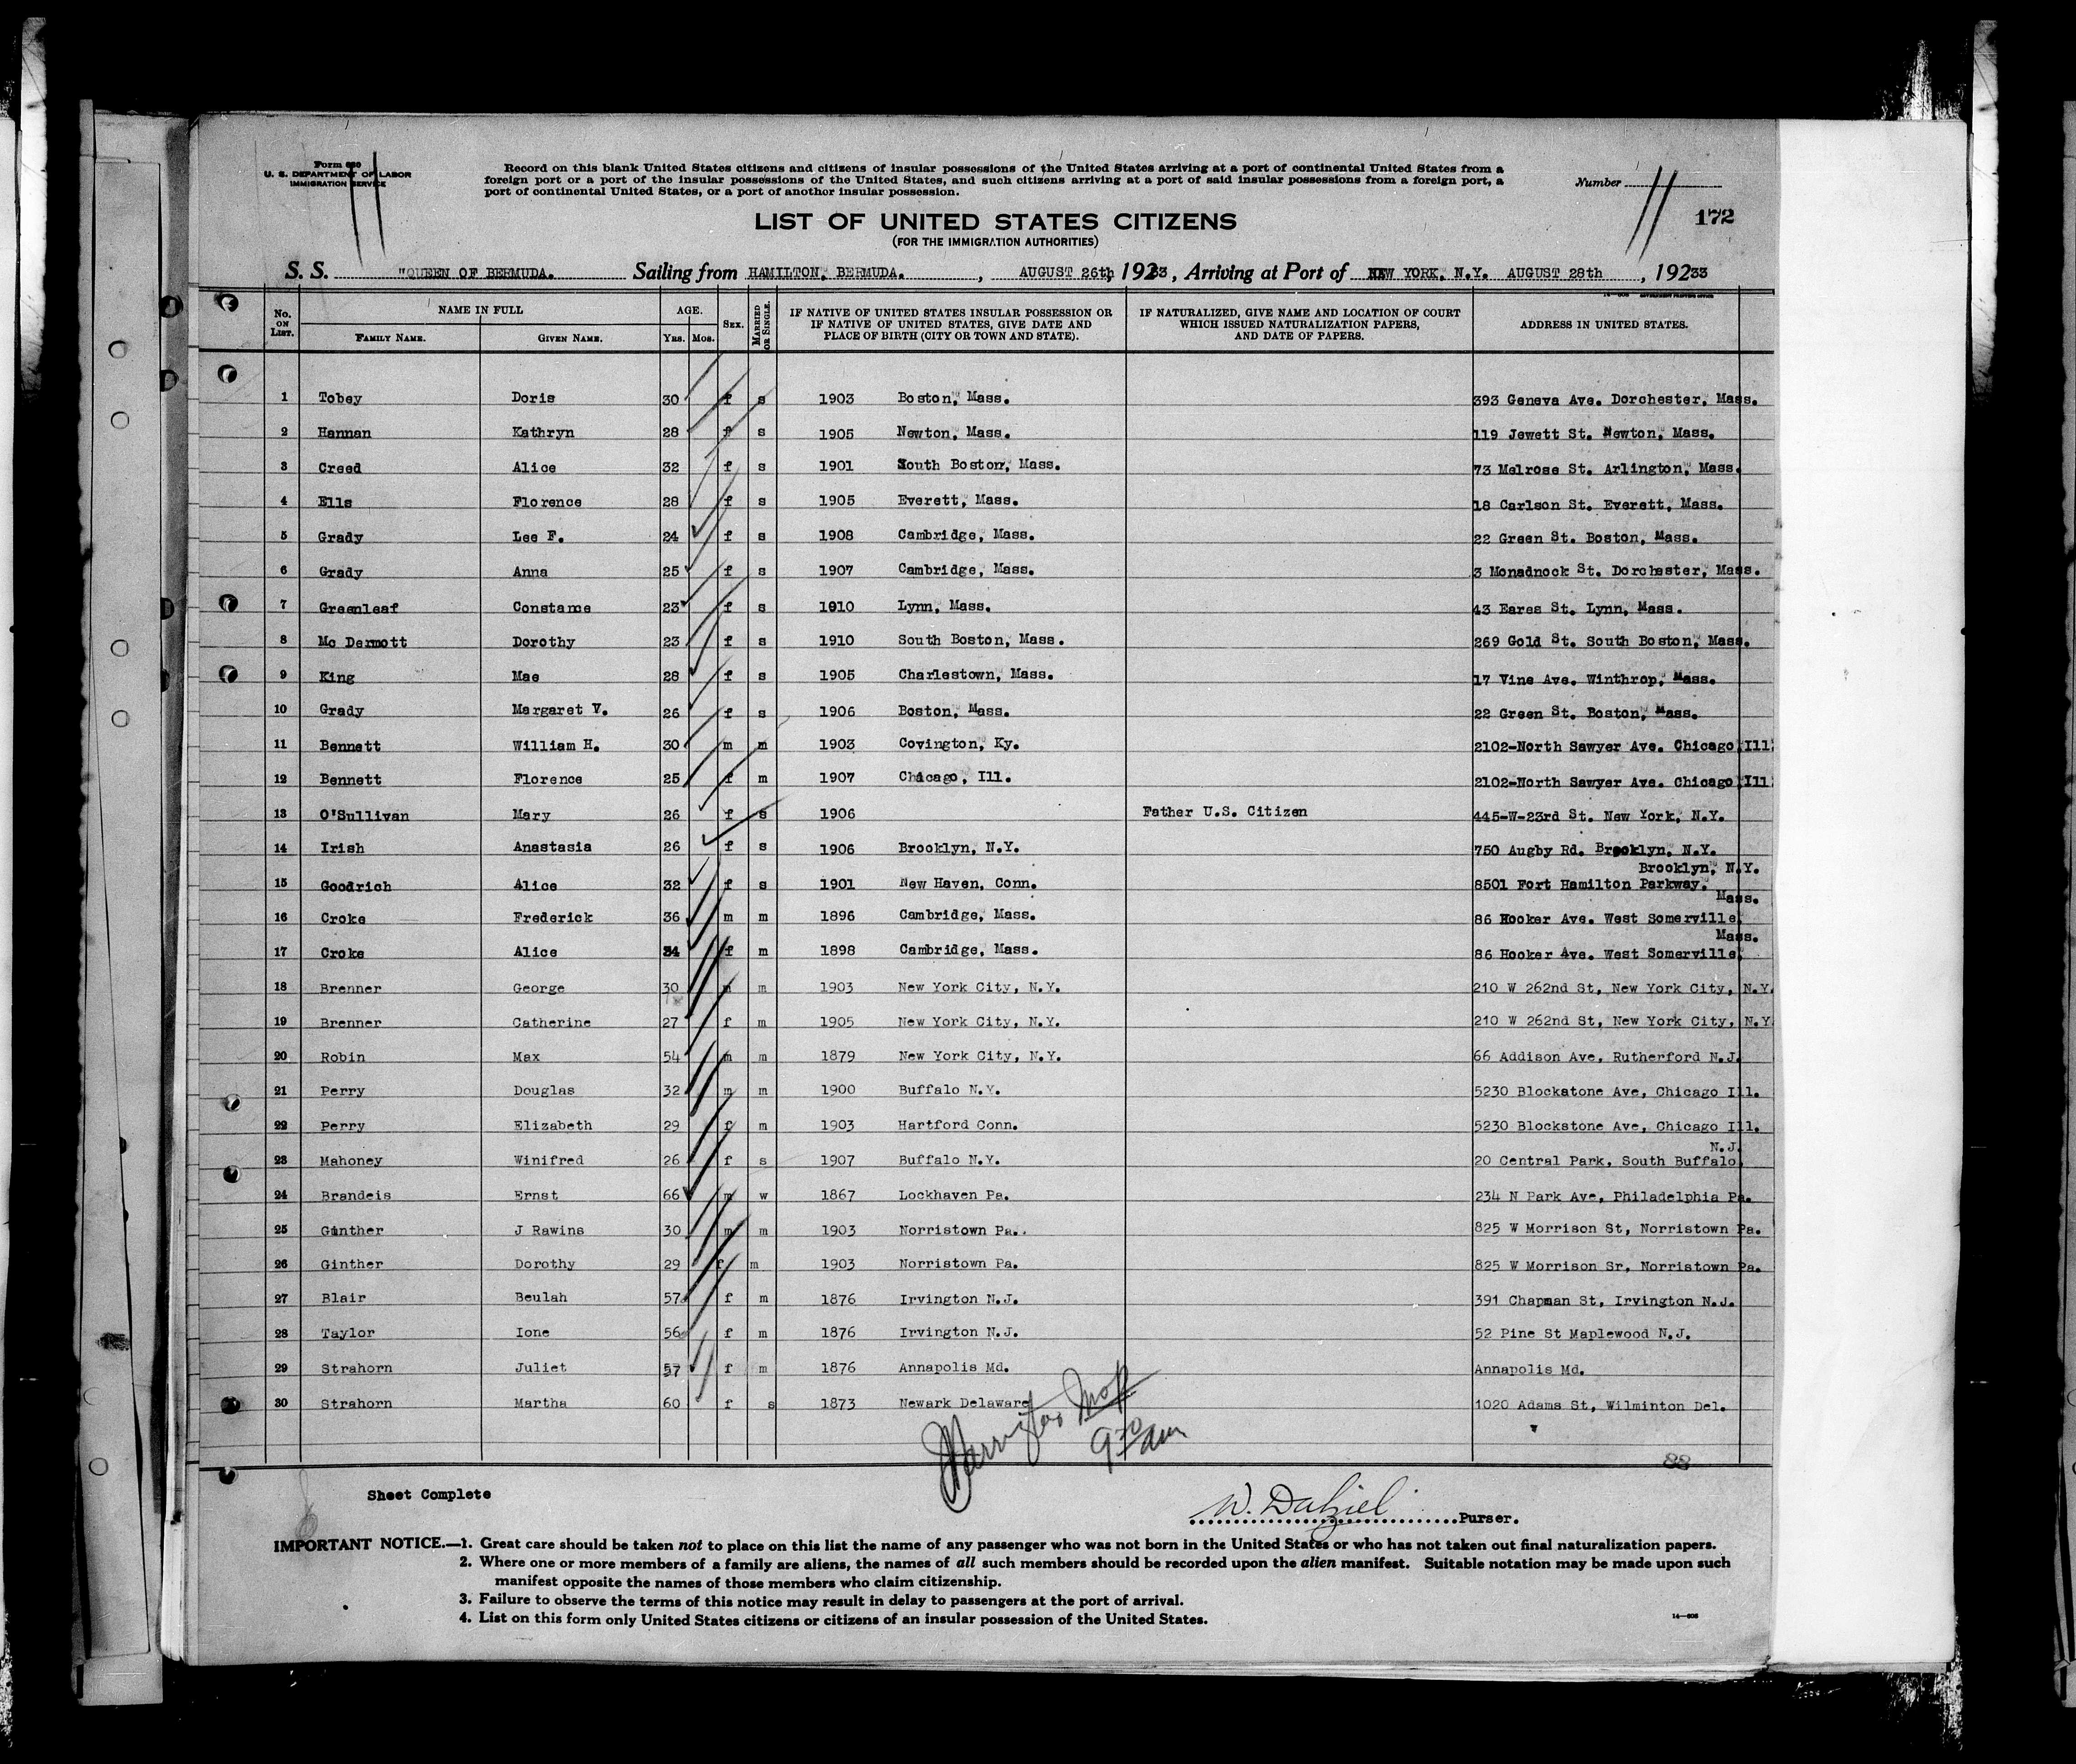 Form 630
U. S. DEPARTMENT OF LABOR
IMMIGRATION SERVICE
Record on this blank United States citizens and citizens of insular possessions of the United States arriving at a port of continental United States from a
foreign port or a port of the insular possessions of the United States, and such citizens arriving at a port of said insular possessions from a foreign port, a
port of continental United States, or a port of another insular possession.
Number 11
172
LIST OF UNITED STATES CITIZENS
(FOR THE IMMIGRATION AUTHORITIES)
S. S. "QUEEN OF BERMUDA. Sailing from HAMILTON, BERMUDA. , AUGUST 26th, 1933, Arriving at Port of NEW YORK, N.Y. AUGUST 28th , 19233
No. ON LIST. NAME IN FULL AGE. SEX. MARRIED OR SINGLE. IF NATIVE OF UNITED STATES INSULAR POSSESSION OR IF NATIVE OF UNITED STATES, GIVE DATE AND PLACE OF BIRTH (CITY OR TOWN AND STATE). IF NATURALIZED, GIVE NAME AND LOCATION OF COURT WHICH ISSUED NATURALIZATION PAPERS, AND DATE OF PAPERS. ADDRESS IN UNITED STATES.
FAMILY NAME. GIVEN NAME. YRS. MOS.
1 Tobey Doris 30 f s 1903 Boston, Mass. 393 Geneva Ave. Dorchester, Mass.
2 Hannan Kathryn 28 f s 1905 Newton, Mass. 119 Jewett St. Newton, Mass.
3 Creed Alice 32 f s 1901 South Boston, Mass. 73 Melrose St. Arlington, Mass.
4 Ells Florence 28 f s 1905 Everett, Mass. 18 Carlson St. Everett, Mass.
5 Grady Lee F. 24 f s 1908 Cambridge, Mass. 22 Green St. Boston, Mass.
6 Grady Anna 25 f s 1907 Cambridge, Mass. 3 Monadnock St. Dorchester, Mass.
7 Greenleaf Constance 23 f s 1910 Lynn, Mass. 43 Eares St. Lynn, Mass.
8 Mc Dermott Dorothy 23 f s 1910 South Boston, Mass. 269 Gold St. South Boston, Mass.
9 King Mae 28 f s 1905 Charlestown, Mass. 17 Vine Ave. Winthrop, Mass.
10 Grady Margaret V. 26 f s 1906 Boston, Mass. 22 Green St. Boston, Mass.
11 Bennett William H. 30 m m 1903 Covington, Ky. 2102-North Sawyer Ave. Chicago, Ill.
12 Bennett Florence 25 f m 1907 Chicago, Ill. 2102-North Sawyer Ave. Chicago, Ill.
13 O'Sullivan Mary 26 f s 1906 Father U.S. Citizen 445-W-23rd St. New York, N.Y.
14 Irish Anastasia 26 f s 1906 Brooklyn, N.Y. 750 Augby Rd. Brooklyn, N.Y.
Brooklyn, N.Y.
15 Goodrich Alice 32 f s 1901 New Haven, Conn. 8501 Fort Hamilton Parkway,
Mass.
16 Croke Frederick 36 m m 1896 Cambridge, Mass. 86 Hooker Ave. West Somerville,
Mass.
17 Croke Alice 34 f m 1898 Cambridge, Mass. 86 Hooker Ave. West Somerville,
18 Brenner George 30 m m 1903 New York City, N.Y. 210 W 262nd St, New York City, N.Y.
19 Brenner Catherine 27 f m 1905 New York City, N.Y. 210 W 262nd St, New York City, N.Y
20 Robin Max 54 m m 1879 New York City, N.Y. 66 Addison Ave, Rutherford N.J.
21 Perry Douglas 32 m m 1900 Buffalo N.Y. 5230 Blockatone Ave, Chicago Ill.
22 Perry Elizabeth 29 f m 1903 Hartford Conn. 5230 Blockstone Ave, Chicago Ill.
N.J.
23 Mahoney Winifred 26 f s 1907 Buffalo N.Y. 20 Central Park, South Buffalo,
24 Brandeis Ernst 66 m w 1867 Lockhaven Pa. 234 N Park Ave, Philadelphia Pa.
25 Ginther J Rawins 30 m m 1903 Norristown Pa.. 825 W Morrison St, Norristown Pa.
26 Ginther Dorothy 29 f m 1903 Norristown Pa. 825 W Morrison Sr, Norristown Pa.
27 Blair Beulah 57 f m 1876 Irvington N.J. 391 Chapman St, Irvington N.J.
28 Taylor Ione 56 f m 1876 Irvington N.J. 52 Pine St Maplewood N.J.
29 Strahorn Juliet 57 f m 1876 Annapolis Md. Annapolis Md.
30 Strahorn Martha 60 f s 1873 Newark Delaware 1020 Adams St, Wilminton Del.
9 30 am
88
Sheet Complete
W. Dalziel
Purser.
IMPORTANT NOTICE.—1. Great care should be taken not to place on this list the name of any passenger who was not born in the United States or who has not taken out final naturalization papers.
2. Where one or more members of a family are aliens, the names of all such members should be recorded upon the alien manifest. Suitable notation may be made upon such
manifest opposite the names of those members who claim citizenship.
3. Failure to observe the terms of this notice may result in delay to passengers at the port of arrival.
4. List on this form only United States citizens or citizens of an insular possession of the United States.
14—606